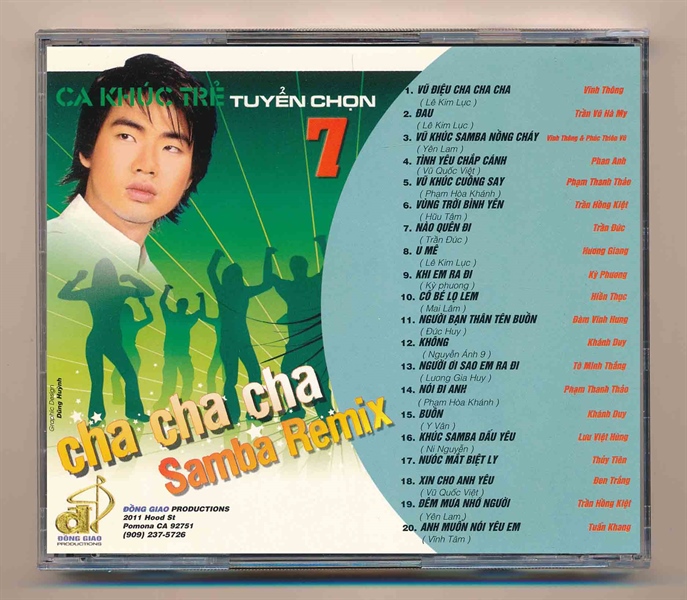 CA KHÚC TRẺ TUYỂN CHỌN
7
1. VŨ ĐIỆU CHA CHA CHA Vĩnh Thông
( Lê Kim Lục )
2. ĐAU Trần Vũ Hà My
( Lê Kim Lục )
3. VŨ KHÚC SAMBA NỒNG CHÁY Vĩnh Thông & Phúc Thiên Vũ
( Yên Lam )
4. TÌNH YÊU CHẮP CÁNH Phan Anh
( Vũ Quốc Việt )
5. VŨ KHÚC CUỒNG SAY Phạm Thanh Thảo
( Phạm Hòa Khánh )
6. VÙNG TRỜI BÌNH YÊN Trần Hồng Kiệt
( Hữu Tâm )
7. NÀO QUÊN ĐI Trần Đức
( Trần Đức )
8. U MÊ Hương Giang
( Lê Kim Lục )
9. KHI EM RA ĐI Kỳ Phương
( Kỳ phương )
10. CÔ BÉ LỌ LEM Hiền Thục
( Mai Lâm )
11. NGƯỜI BẠN THÂN TÊN BUỒN Đàm Vĩnh Hưng
( Đức Huy )
12. KHÔNG Khánh Duy
( Nguyễn Ánh 9 )
13. NGƯỜI ƠI SAO EM RA ĐI Tô Minh Thắng
( Lương Gia Huy )
14. NÓI ĐI ANH Phạm Thanh Thảo
( Phạm Hòa Khánh )
15. BUỒN Khánh Duy
( Y Vân )
16. KHÚC SAMBA DẤU YÊU Lưu Việt Hùng
( Ni Nguyễn )
17. NƯỚC MẮT BIỆT LY Thủy Tiên
18. XIN CHO ANH YÊU Đen Trắng
( Vũ Quốc Việt )
19. ĐÊM MƯA NHỚ NGƯỜI Trần Hồng Kiệt
( Yên Lam )
20. ANH MUỐN NÓI YÊU EM Tuấn Khang
( Vĩnh Tâm )
Graphic Design
Dũng Huỳnh
cha cha cha
Samba Remix
đ
ĐỒNG GIAO
PRODUCTIONS
ĐỒNG GIAO PRODUCTIONS
2011 Hood St
Pomona CA 92751
(909) 237-5726